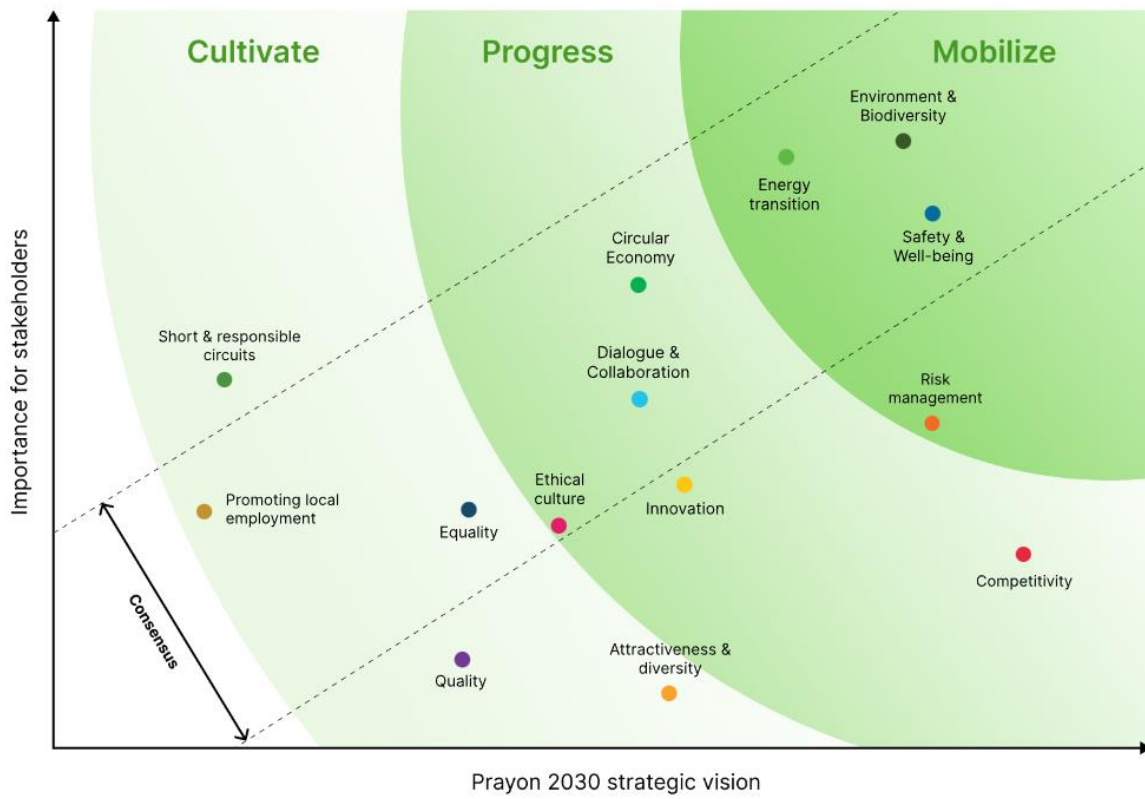 Cultivate
Progress
Mobilize
Environment &
Biodiversity
Energy
transition
Safety &
Well-being
Circular
Economy
Short & responsible
circuits
Dialogue &
Collaboration
Risk
management
Ethical
culture
Promoting local
employment
Equality
Innovation
Competitivity
Consensus
Attractiveness &
diversity
Quality
Importance for stakeholders
Prayon 2030 strategic vision